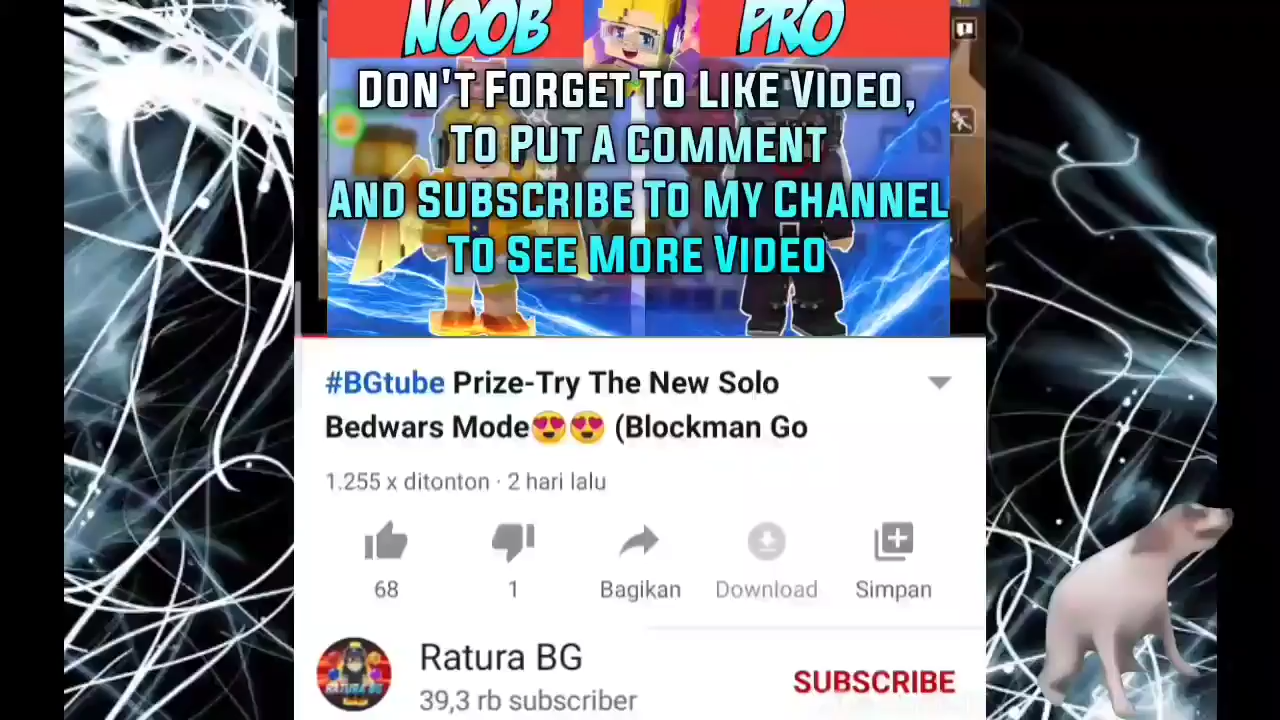 NOOB PRO
DON'T FORGET TO LIKE VIDEO,
TO PUT A COMMENT
AND SUBSCRIBE TO MY CHANNEL
TO SEE MORE VIDEO
#BGtube Prize-Try The New Solo
Bedwars Mode😍😍 (Blockman Go
1.255 x ditonton · 2 hari lalu
68 1 Bagikan Download Simpan
Ratura BG
39,3 rb subscriber
SUBSCRIBE
RATURA BG